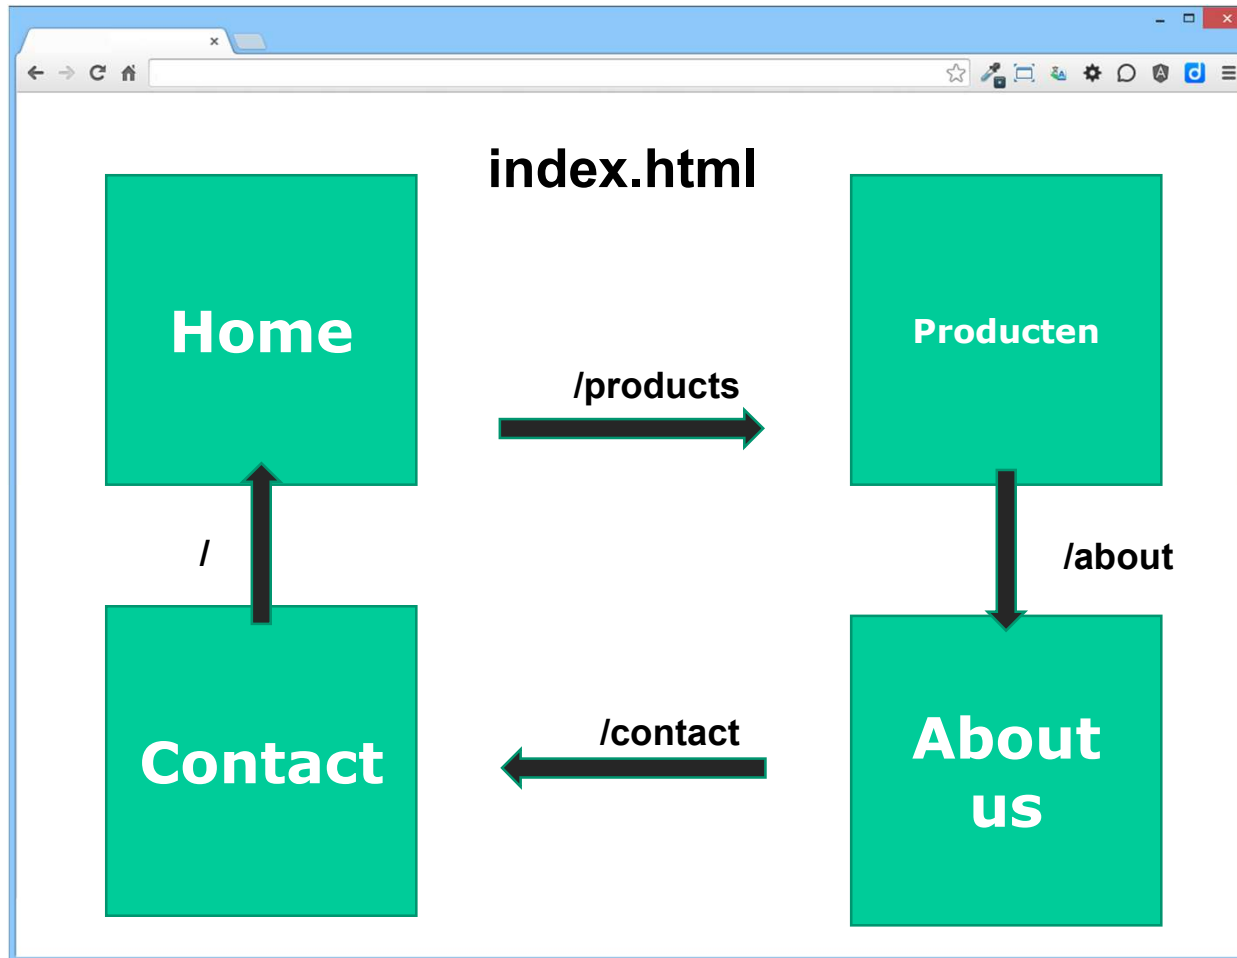 index.html
Home
Producten
/products
/
/about
Contact
/contact
About
us